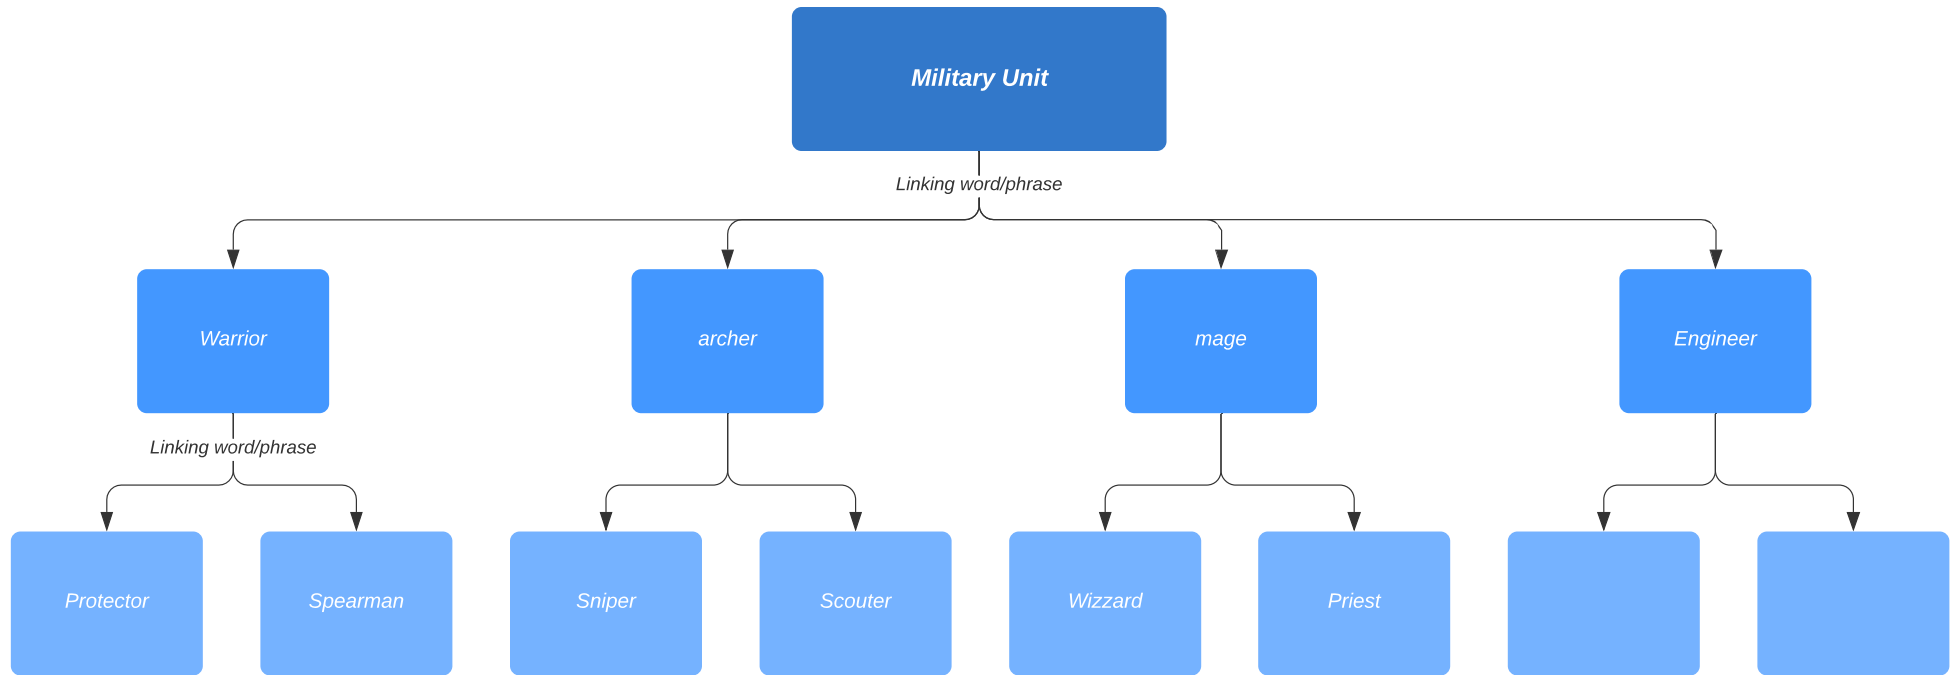 Military Unit
Linking word/phrase
Warrior
archer
mage
Engineer
Linking word/phrase
Protector
Spearman
Sniper
Scouter
Wizzard
Priest